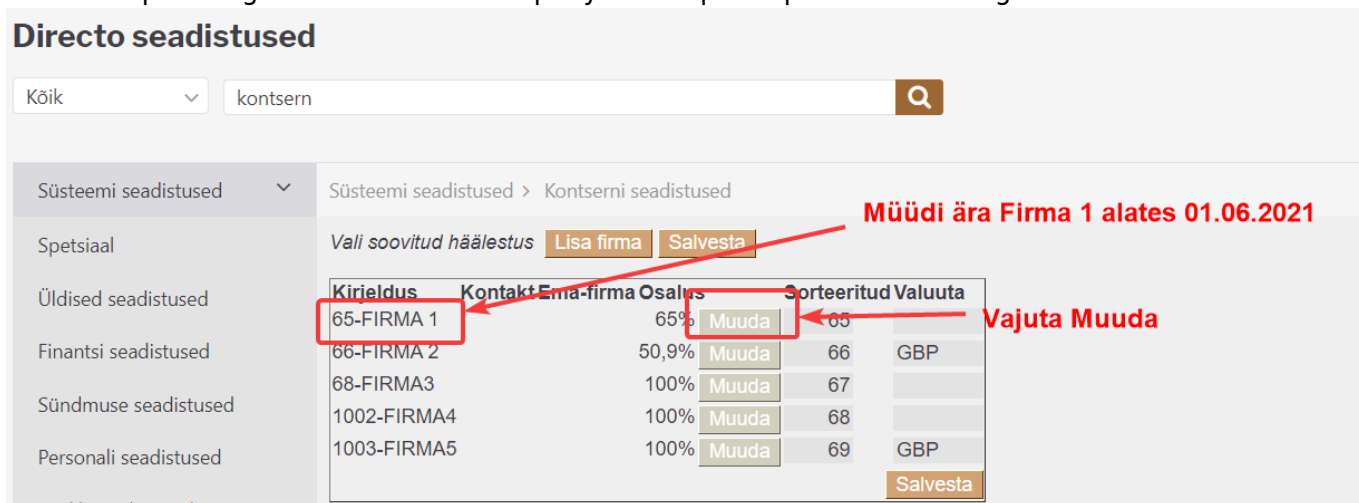 Directo seadistused
Kõik kontsern
Süsteemi seadistused
Süsteemi seadistused > Kontserni seadistused
Müüdi ära Firma 1 alates 01.06.2021
Spetsiaal
Vali soovitud häälestus Lisa firma Salvesta
Üldised seadistused
Kirjeldus Kontakt Ema-firma Osalus Sorteeritud Valuuta
65-FIRMA 1 65% Muuda 65
Vajuta Muuda
Finantsi seadistused
66-FIRMA 2 50,9% Muuda 66 GBP
68-FIRMA3 100% Muuda 67
Sündmuse seadistused
1002-FIRMA4 100% Muuda 68
Personali seadistused
1003-FIRMA5 100% Muuda 69 GBP
Salvesta